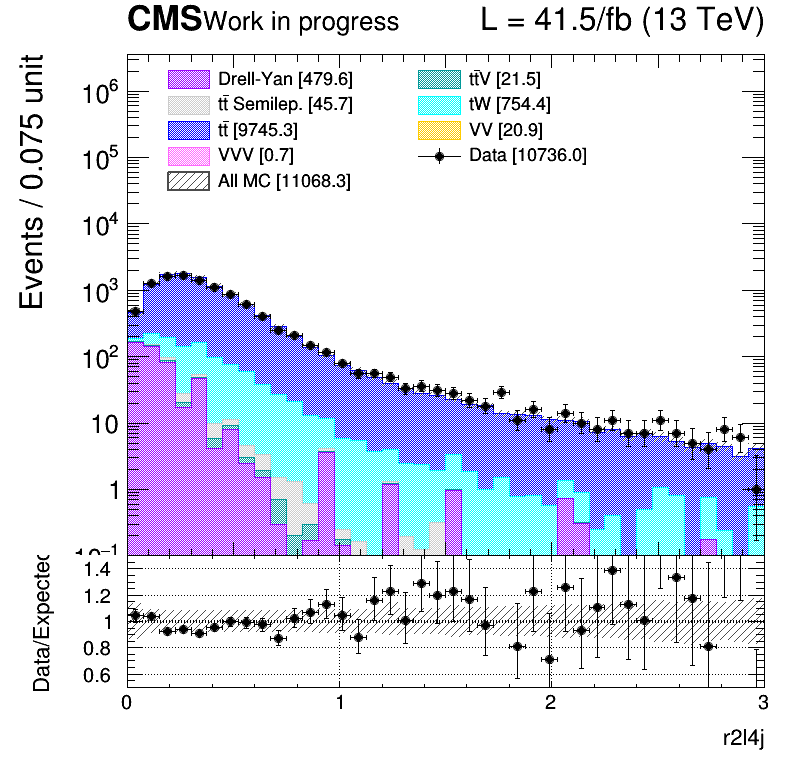 CMS Work in progress L = 41.5/fb (13 TeV)
Events / 0.075 unit
Drell-Yan [479.6]
tt̄ Semilep. [45.7]
tt̄ [9745.3]
VVV [0.7]
All MC [11068.3]
tt̄V [21.5]
tW [754.4]
VV [20.9]
Data [10736.0]
10⁶
10⁵
10⁴
10³
10²
10
1
10⁻¹
Data/Expected
1.4
1.2
1
0.8
0.6
0 1 2 3
r2l4j